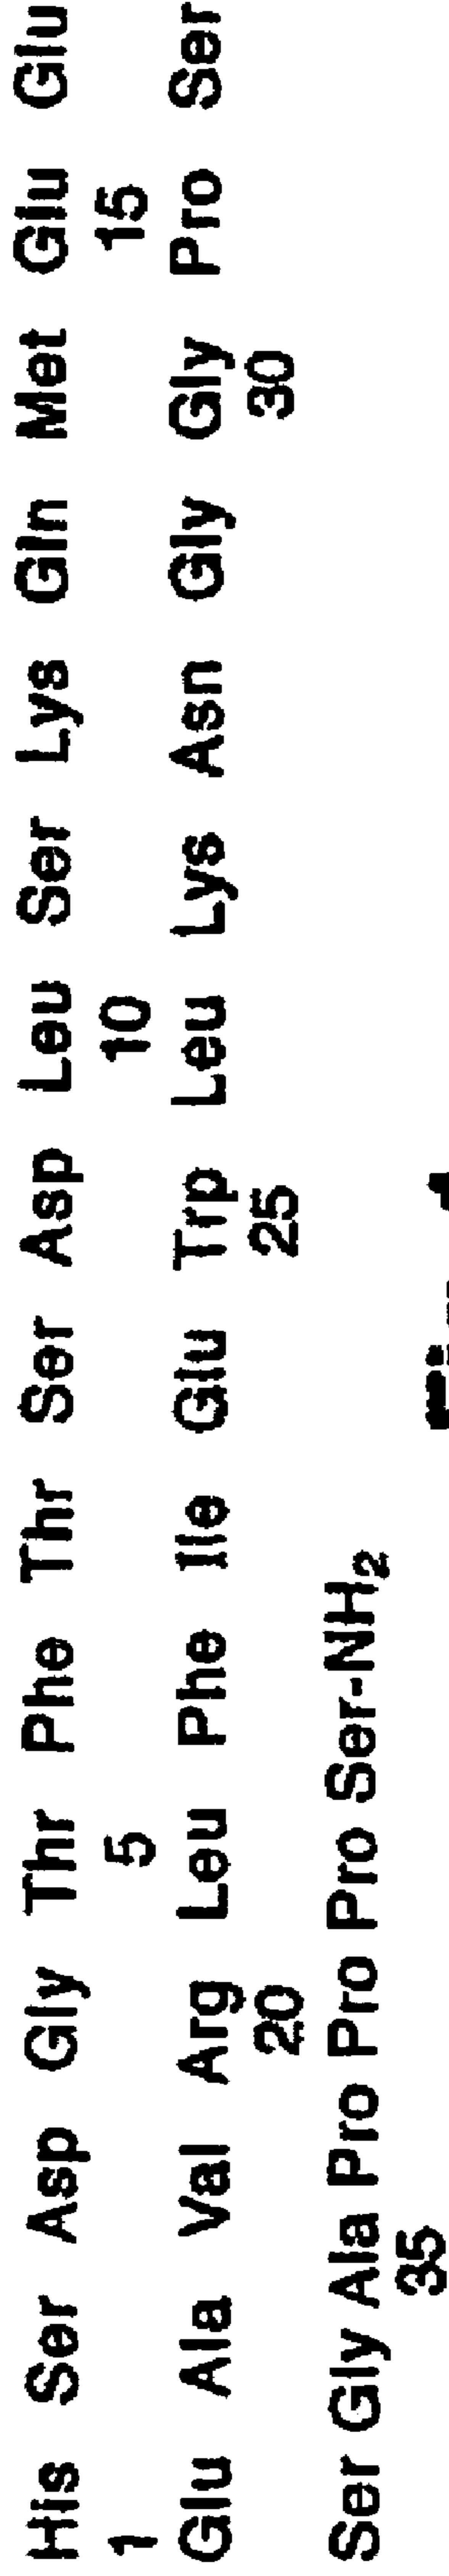 His Ser Asp Gly Thr Phe Thr Ser Asp Leu Ser Lys Gln Met Glu Glu
1 5 10 15
Glu Ala Val Arg Leu Phe Ile Glu Trp Leu Lys Asn Gly Gly Pro Ser
20 25 30
Ser Gly Ala Pro Pro Pro Ser-NH₂
35